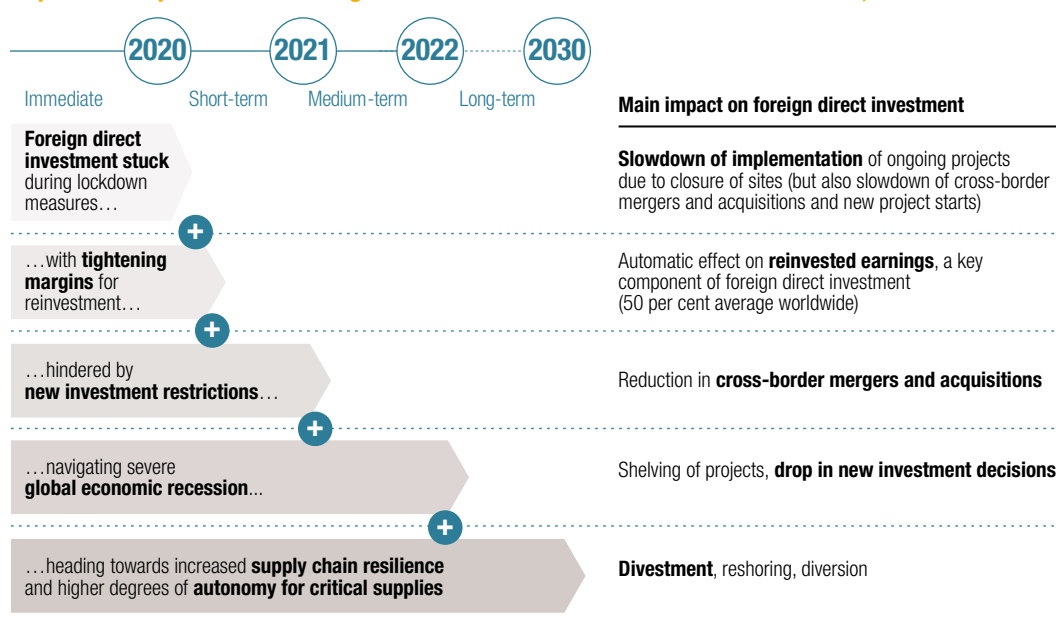 2020 2021 2022 2030
Immediate Short-term Medium-term Long-term
Main impact on foreign direct investment
Foreign direct
investment stuck
during lockdown
measures…
Slowdown of implementation of ongoing projects
due to closure of sites (but also slowdown of cross-border
mergers and acquisitions and new project starts)
+
…with tightening
margins for
reinvestment…
Automatic effect on reinvested earnings, a key
component of foreign direct investment
(50 per cent average worldwide)
+
…hindered by
new investment restrictions…
Reduction in cross-border mergers and acquisitions
+
…navigating severe
global economic recession...
Shelving of projects, drop in new investment decisions
+
…heading towards increased supply chain resilience
and higher degrees of autonomy for critical supplies
Divestment, reshoring, diversion